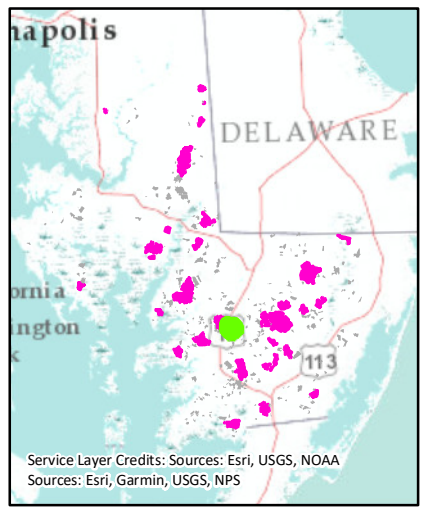 napolis
DELAWARE
ornia
ington
k
113
Service Layer Credits: Sources: Esri, USGS, NOAA
Sources: Esri, Garmin, USGS, NPS